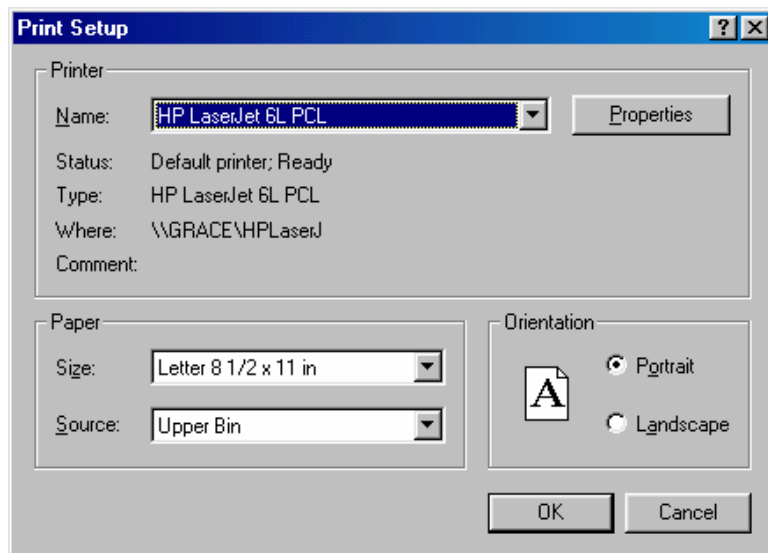 Print Setup
Printer
Name: HP LaserJet 6L PCL Properties
Status: Default printer; Ready
Type: HP LaserJet 6L PCL
Where: \\GRACE\HPLaserJ
Comment:
Paper
Size: Letter 8 1/2 x 11 in
Source: Upper Bin
Orientation
A
Portrait
Landscape
OK Cancel